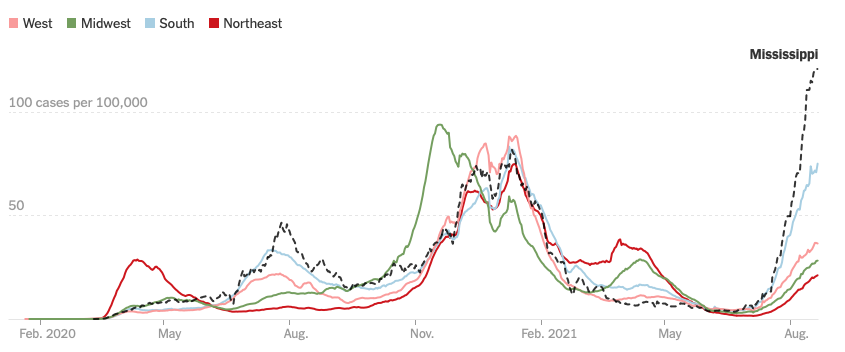 West Midwest South Northeast
Mississippi
100 cases per 100,000
50
Feb. 2020 May Aug. Nov. Feb. 2021 May Aug.